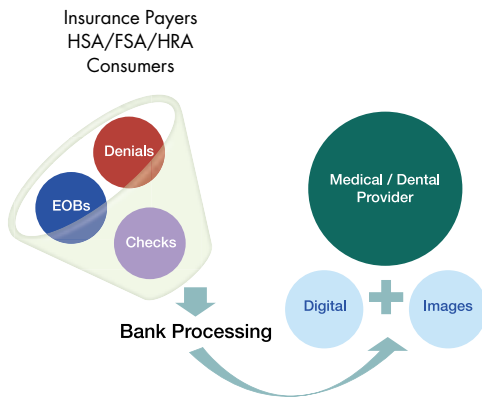 Insurance Payers
HSA/FSA/HRA
Consumers
Denials
EOBs
Checks
Bank Processing
Medical / Dental
Provider
Digital
Images